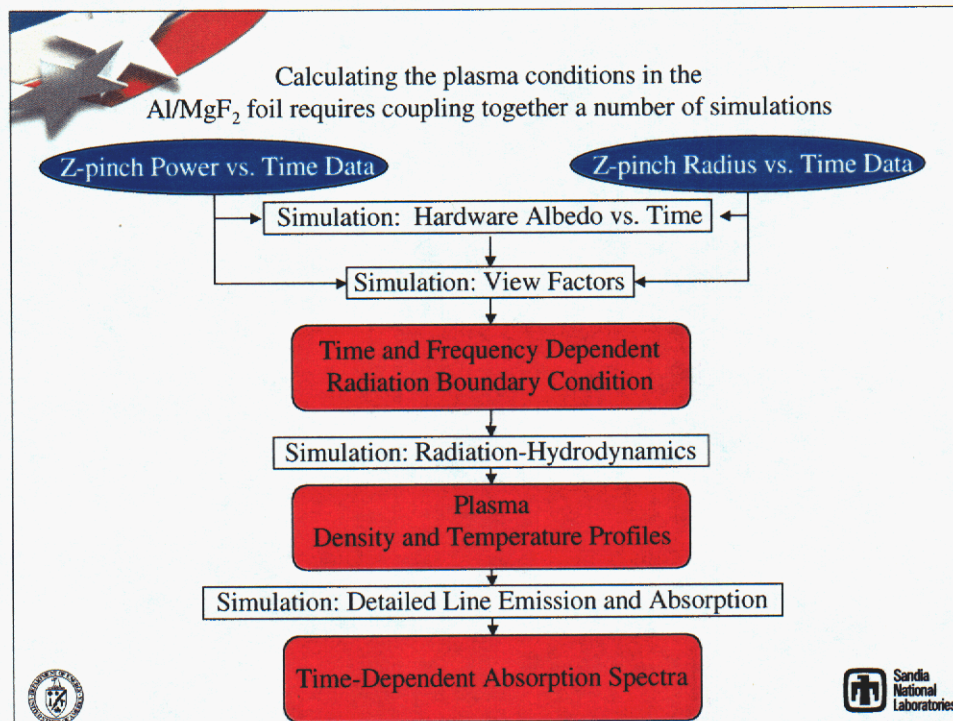 Calculating the plasma conditions in the
Al/MgF₂ foil requires coupling together a number of simulations
Z-pinch Power vs. Time Data
Z-pinch Radius vs. Time Data
Simulation: Hardware Albedo vs. Time
Simulation: View Factors
Time and Frequency Dependent
Radiation Boundary Condition
Simulation: Radiation-Hydrodynamics
Plasma
Density and Temperature Profiles
Simulation: Detailed Line Emission and Absorption
Time-Dependent Absorption Spectra
Sandia
National
Laboratories